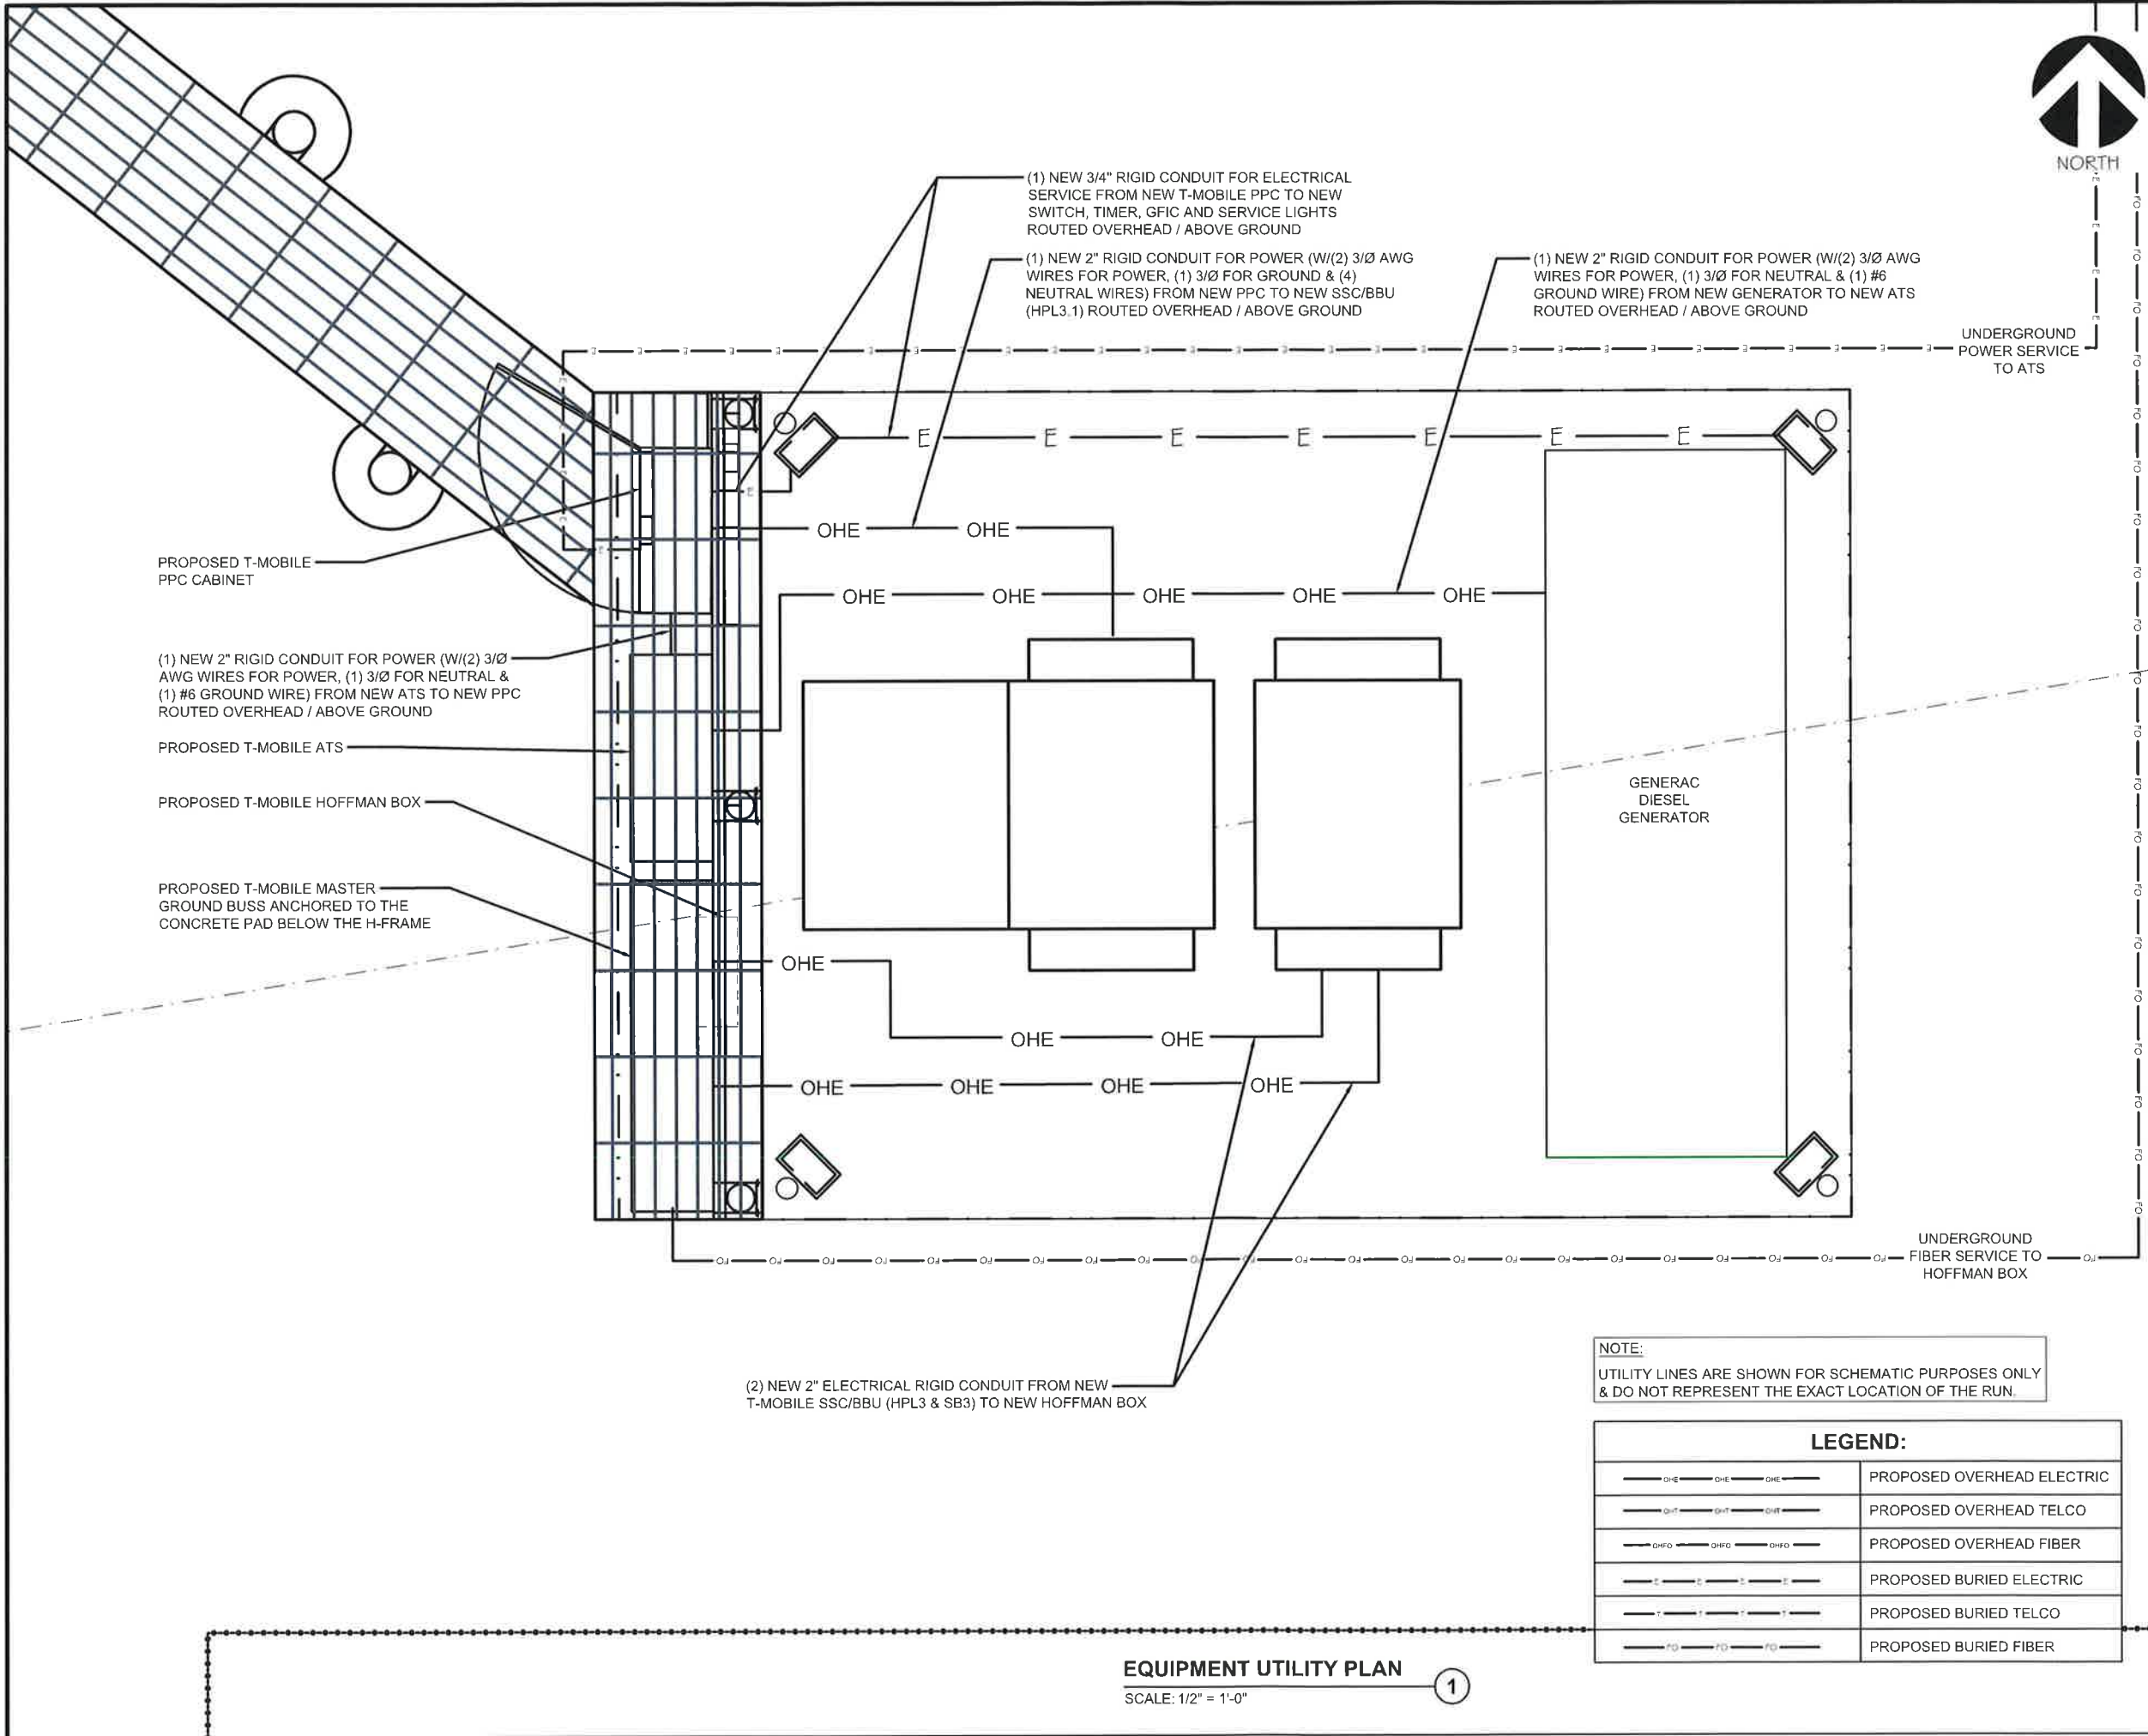 NORTH
(1) NEW 3/4" RIGID CONDUIT FOR ELECTRICAL
SERVICE FROM NEW T-MOBILE PPC TO NEW
SWITCH, TIMER, GFIC AND SERVICE LIGHTS
ROUTED OVERHEAD / ABOVE GROUND
(1) NEW 2" RIGID CONDUIT FOR POWER (W/(2) 3/Ø AWG
WIRES FOR POWER, (1) 3/Ø FOR GROUND & (4)
NEUTRAL WIRES) FROM NEW PPC TO NEW SSC/BBU
(HPL3.1) ROUTED OVERHEAD / ABOVE GROUND
(1) NEW 2" RIGID CONDUIT FOR POWER (W/(2) 3/Ø AWG
WIRES FOR POWER, (1) 3/Ø FOR NEUTRAL & (1) #6
GROUND WIRE) FROM NEW GENERATOR TO NEW ATS
ROUTED OVERHEAD / ABOVE GROUND
UNDERGROUND
POWER SERVICE
TO ATS
E E E E E E E
OHE OHE
PROPOSED T-MOBILE
PPC CABINET
OHE OHE OHE OHE OHE
(1) NEW 2" RIGID CONDUIT FOR POWER (W/(2) 3/Ø
AWG WIRES FOR POWER, (1) 3/Ø FOR NEUTRAL &
(1) #6 GROUND WIRE) FROM NEW ATS TO NEW PPC
ROUTED OVERHEAD / ABOVE GROUND
PROPOSED T-MOBILE ATS
PROPOSED T-MOBILE HOFFMAN BOX
GENERAC
DIESEL
GENERATOR
PROPOSED T-MOBILE MASTER
GROUND BUSS ANCHORED TO THE
CONCRETE PAD BELOW THE H-FRAME
OHE
OHE OHE
OHE OHE OHE OHE
UNDERGROUND
FIBER SERVICE TO
HOFFMAN BOX
(2) NEW 2" ELECTRICAL RIGID CONDUIT FROM NEW
T-MOBILE SSC/BBU (HPL3 & SB3) TO NEW HOFFMAN BOX
NOTE:
UTILITY LINES ARE SHOWN FOR SCHEMATIC PURPOSES ONLY
& DO NOT REPRESENT THE EXACT LOCATION OF THE RUN.
LEGEND:
OHE OHE OHE PROPOSED OVERHEAD ELECTRIC
OHT OHT OHT PROPOSED OVERHEAD TELCO
OHFO OHFO OHFO PROPOSED OVERHEAD FIBER
E E E E PROPOSED BURIED ELECTRIC
T T T T PROPOSED BURIED TELCO
FO FO FO PROPOSED BURIED FIBER
EQUIPMENT UTILITY PLAN
1
SCALE: 1/2" = 1'-0"